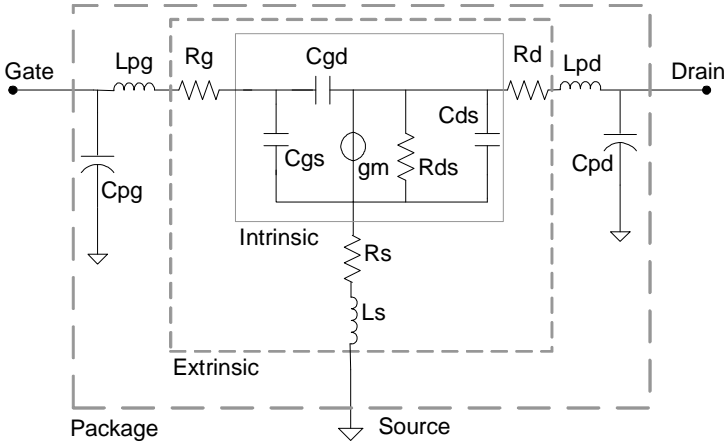 Gate
Lpg
Rg
Cgd
Rd
Lpd
Drain
Cpg
Cgs
gm
Rds
Cds
Cpd
Intrinsic
Rs
Ls
Extrinsic
Package
Source